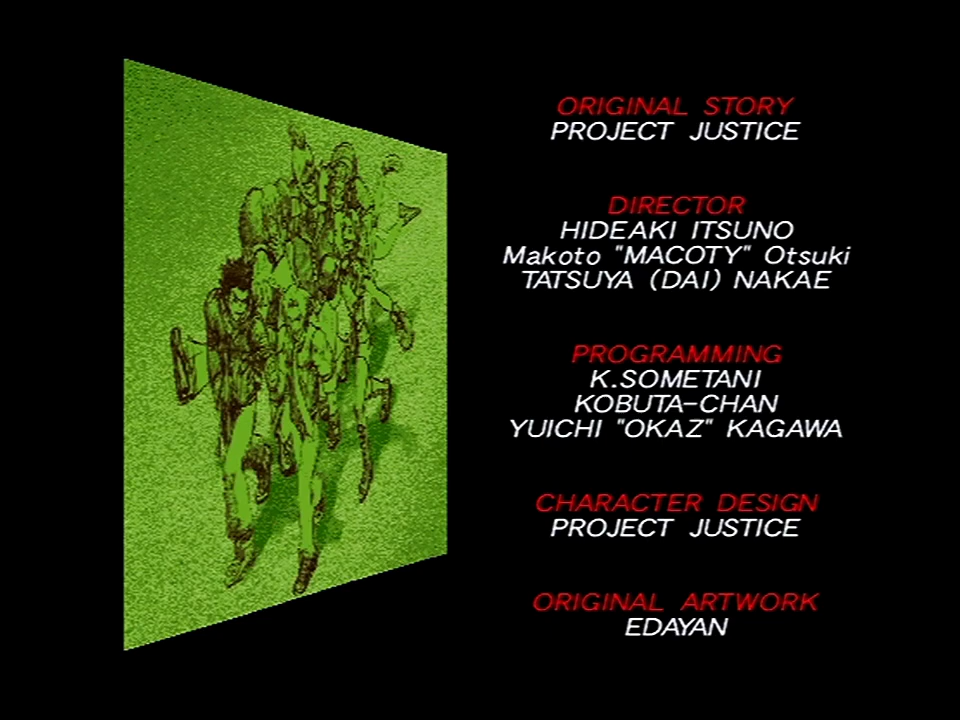 ORIGINAL STORY
PROJECT JUSTICE
DIRECTOR
HIDEAKI ITSUNO
Makoto "MACOTY" Otsuki
TATSUYA (DAI) NAKAE
PROGRAMMING
K.SOMETANI
KOBUTA-CHAN
YUICHI "OKAZ" KAGAWA
CHARACTER DESIGN
PROJECT JUSTICE
ORIGINAL ARTWORK
EDAYAN